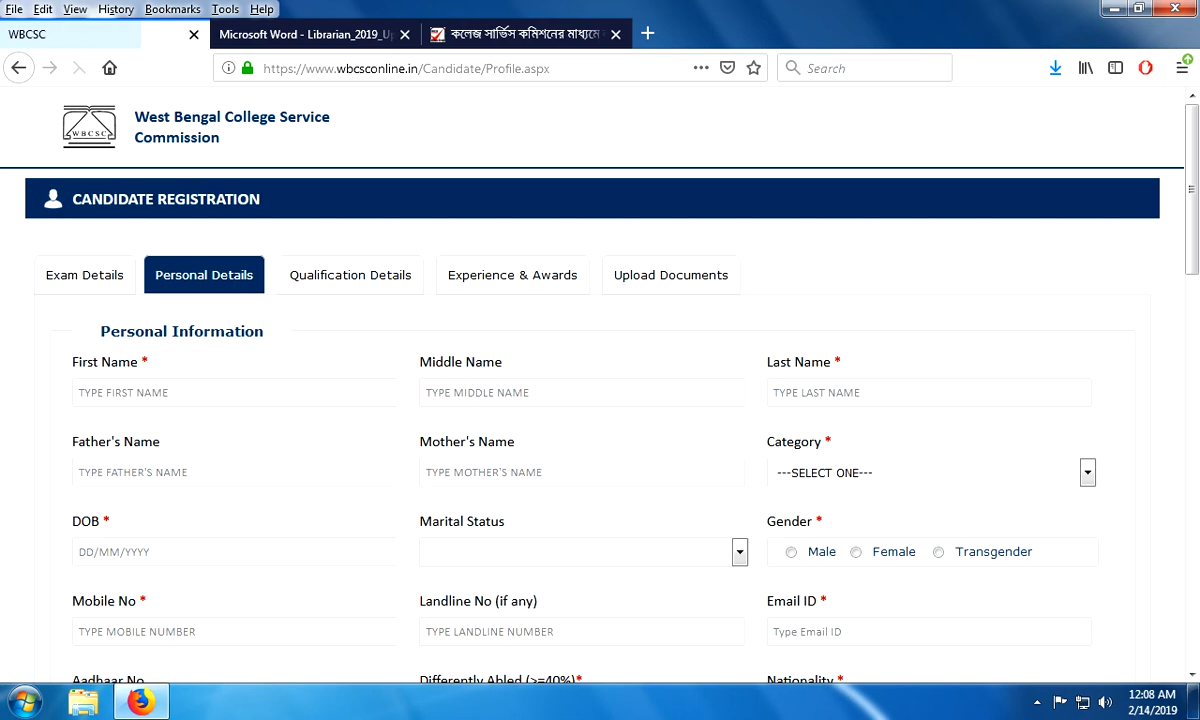 File Edit View History Bookmarks Tools Help
WBCSC
Microsoft Word - Librarian_2019_U
কলেজ সার্ভিস কমিশনের মাধ্যমে
https://www.wbcsconline.in/Candidate/Profile.aspx
Search
WBCSC
West Bengal College Service
Commission
CANDIDATE REGISTRATION
Exam Details Personal Details Qualification Details Experience & Awards Upload Documents
Personal Information
First Name * Middle Name Last Name *
TYPE FIRST NAME TYPE MIDDLE NAME TYPE LAST NAME
Father's Name Mother's Name Category *
TYPE FATHER'S NAME TYPE MOTHER'S NAME ---SELECT ONE---
DOB * Marital Status Gender *
DD/MM/YYYY Male Female Transgender
Mobile No * Landline No (if any) Email ID *
TYPE MOBILE NUMBER TYPE LANDLINE NUMBER Type Email ID
Aadhaar No Differently Abled (>=40%)* Nationality *
12:08 AM
2/14/2019